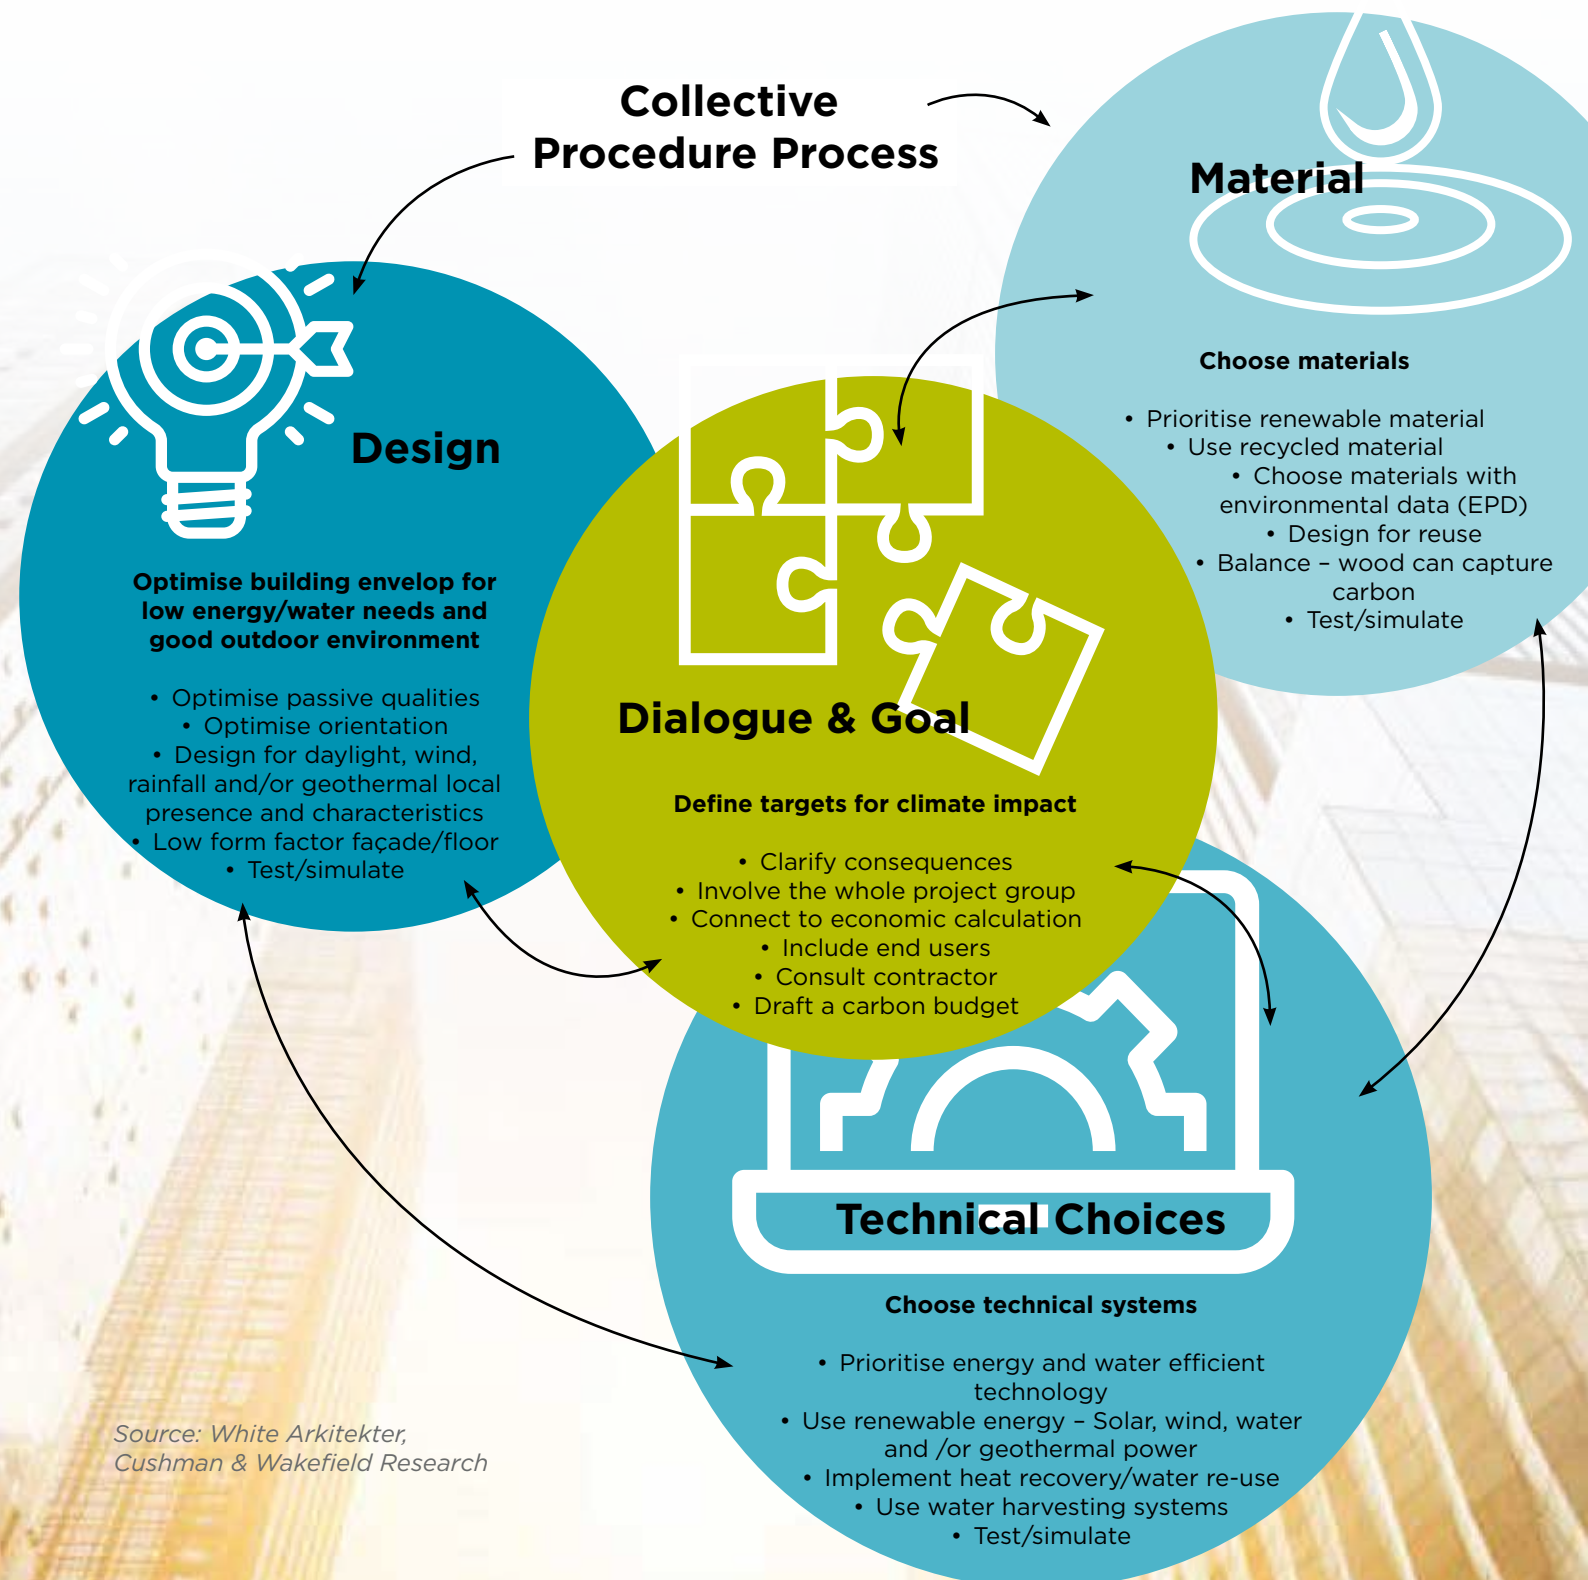 Collective
Procedure Process
Material
Choose materials
• Prioritise renewable material
• Use recycled material
• Choose materials with
environmental data (EPD)
• Design for reuse
• Balance – wood can capture
carbon
• Test/simulate
Design
Optimise building envelop for
low energy/water needs and
good outdoor environment
• Optimise passive qualities
• Optimise orientation
• Design for daylight, wind,
rainfall and/or geothermal local
presence and characteristics
• Low form factor façade/floor
• Test/simulate
Dialogue & Goal
Define targets for climate impact
• Clarify consequences
• Involve the whole project group
• Connect to economic calculation
• Include end users
• Consult contractor
• Draft a carbon budget
Technical Choices
Choose technical systems
• Prioritise energy and water efficient
technology
• Use renewable energy – Solar, wind, water
and /or geothermal power
• Implement heat recovery/water re-use
• Use water harvesting systems
• Test/simulate
Source: White Arkitekter,
Cushman & Wakefield Research